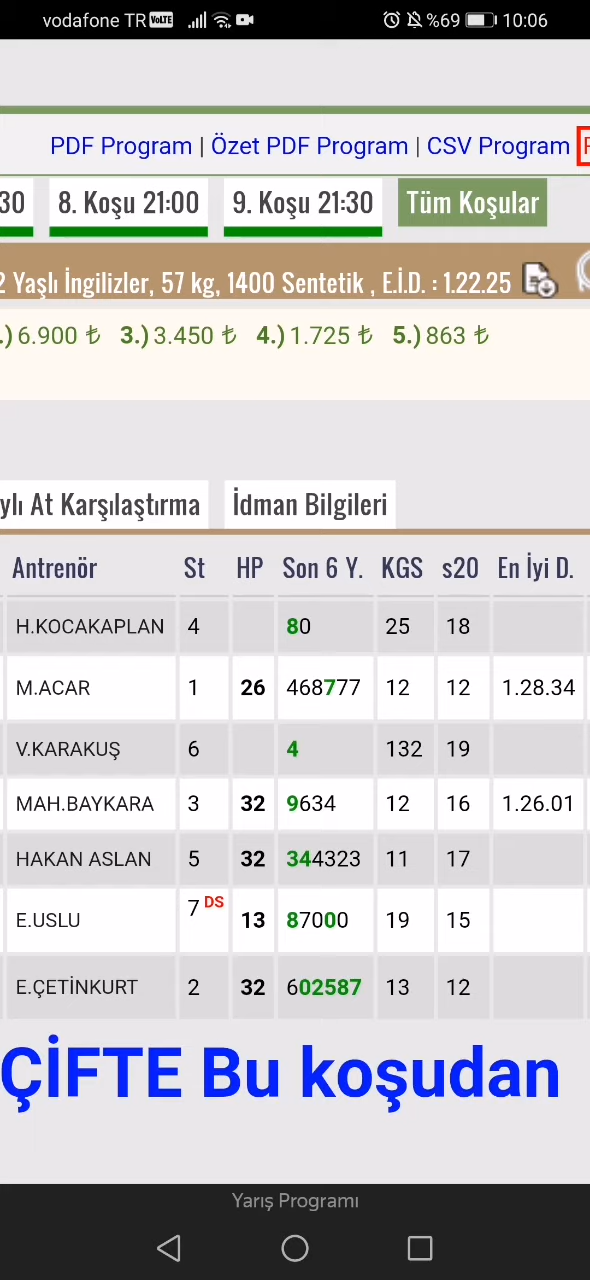 vodafone TR VoLTE %69 10:06
PDF Program | Özet PDF Program | CSV Program
30 8. Koşu 21:00 9. Koşu 21:30 Tüm Koşular
2 Yaşlı İngilizler, 57 kg, 1400 Sentetik , E.İ.D. : 1.22.25
.) 6.900 ₺ 3.) 3.450 ₺ 4.) 1.725 ₺ 5.) 863 ₺
ylı At Karşılaştırma İdman Bilgileri
Antrenör St HP Son 6 Y. KGS s20 En İyi D.
H.KOCAKAPLAN 4 80 25 18
M.ACAR 1 26 468777 12 12 1.28.34
V.KARAKUŞ 6 4 132 19
MAH.BAYKARA 3 32 9634 12 16 1.26.01
HAKAN ASLAN 5 32 344323 11 17
E.USLU 7 DS 13 87000 19 15
E.ÇETİNKURT 2 32 602587 13 12
ÇİFTE Bu koşudan
Yarış Programı